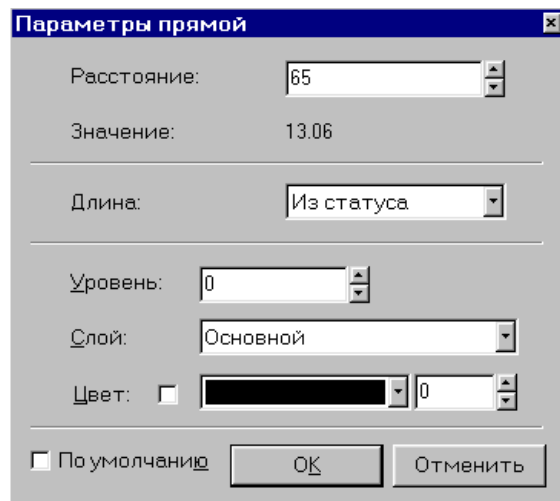 Параметры прямой
Расстояние: 65
Значение: 13.06
Длина: Из статуса
Уровень: 0
Слой: Основной
Цвет: 0
По умолчанию OK Отменить